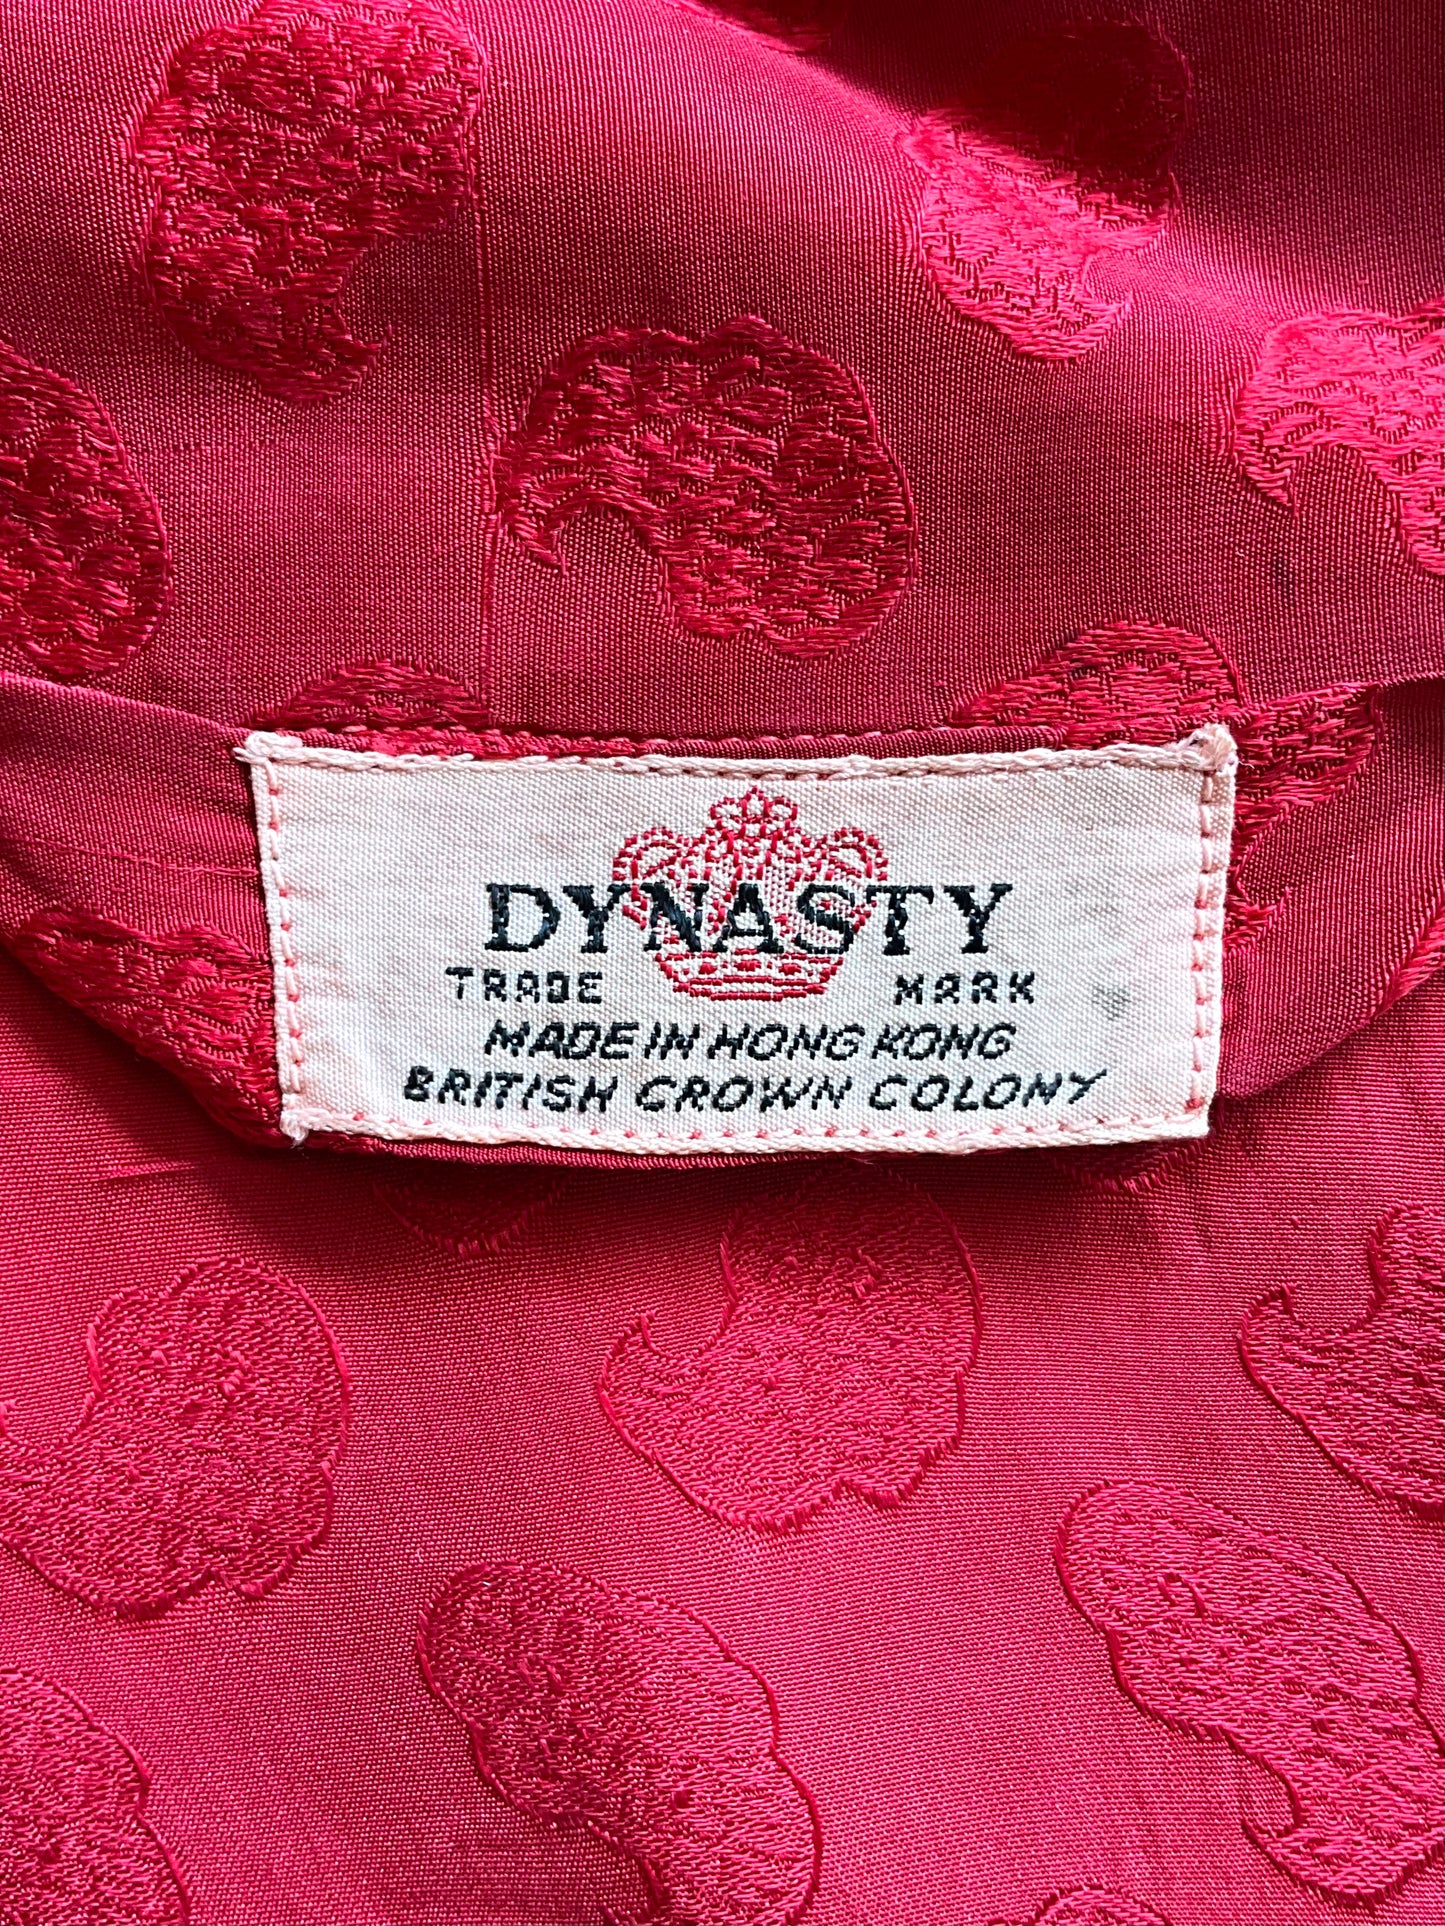 DYNASTY
TRADE MARK
MADE IN HONG KONG
BRITISH CROWN COLONY